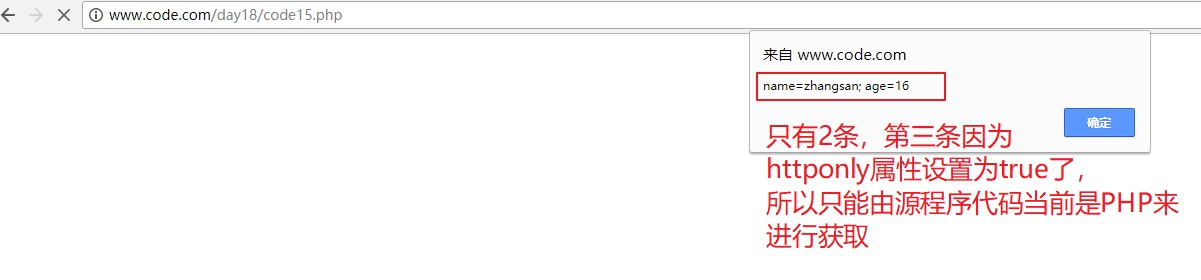 www.code.com/day18/code15.php
来自 www.code.com
name=zhangsan; age=16
确定
只有2条，第三条因为
httponly属性设置为true了，
所以只能由源程序代码当前是PHP来
进行获取